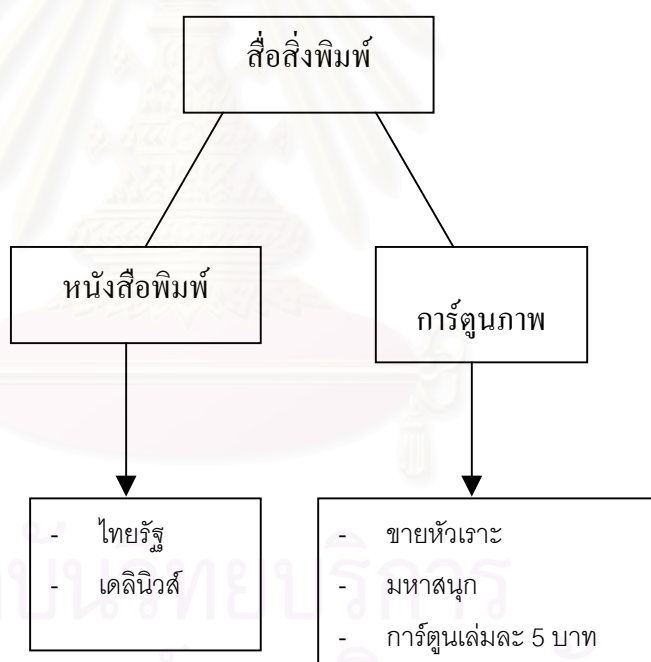 สื่อสิ่งพิมพ์
หนังสือพิมพ์
การ์ตูนภาพ
- ไทยรัฐ
- เดลินิวส์
- ขายหัวเราะ
- มหาสนุก
- การ์ตูนเล่มละ 5 บาท